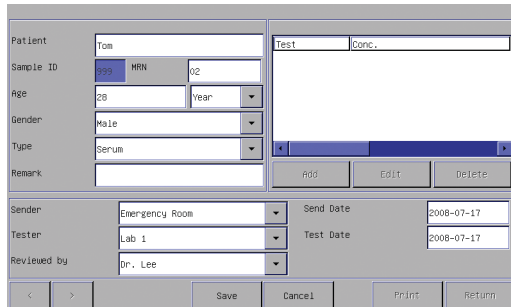 Patient Tom
Sample ID 999 MRN 02
Age 28 Year
Gender Male
Type Serum
Remark
Test Conc.
Add Edit Delete
Sender Emergency Room Send Date 2008-07-17
Tester Lab 1 Test Date 2008-07-17
Reviewed by Dr. Lee
< > Save Cancel Print Return